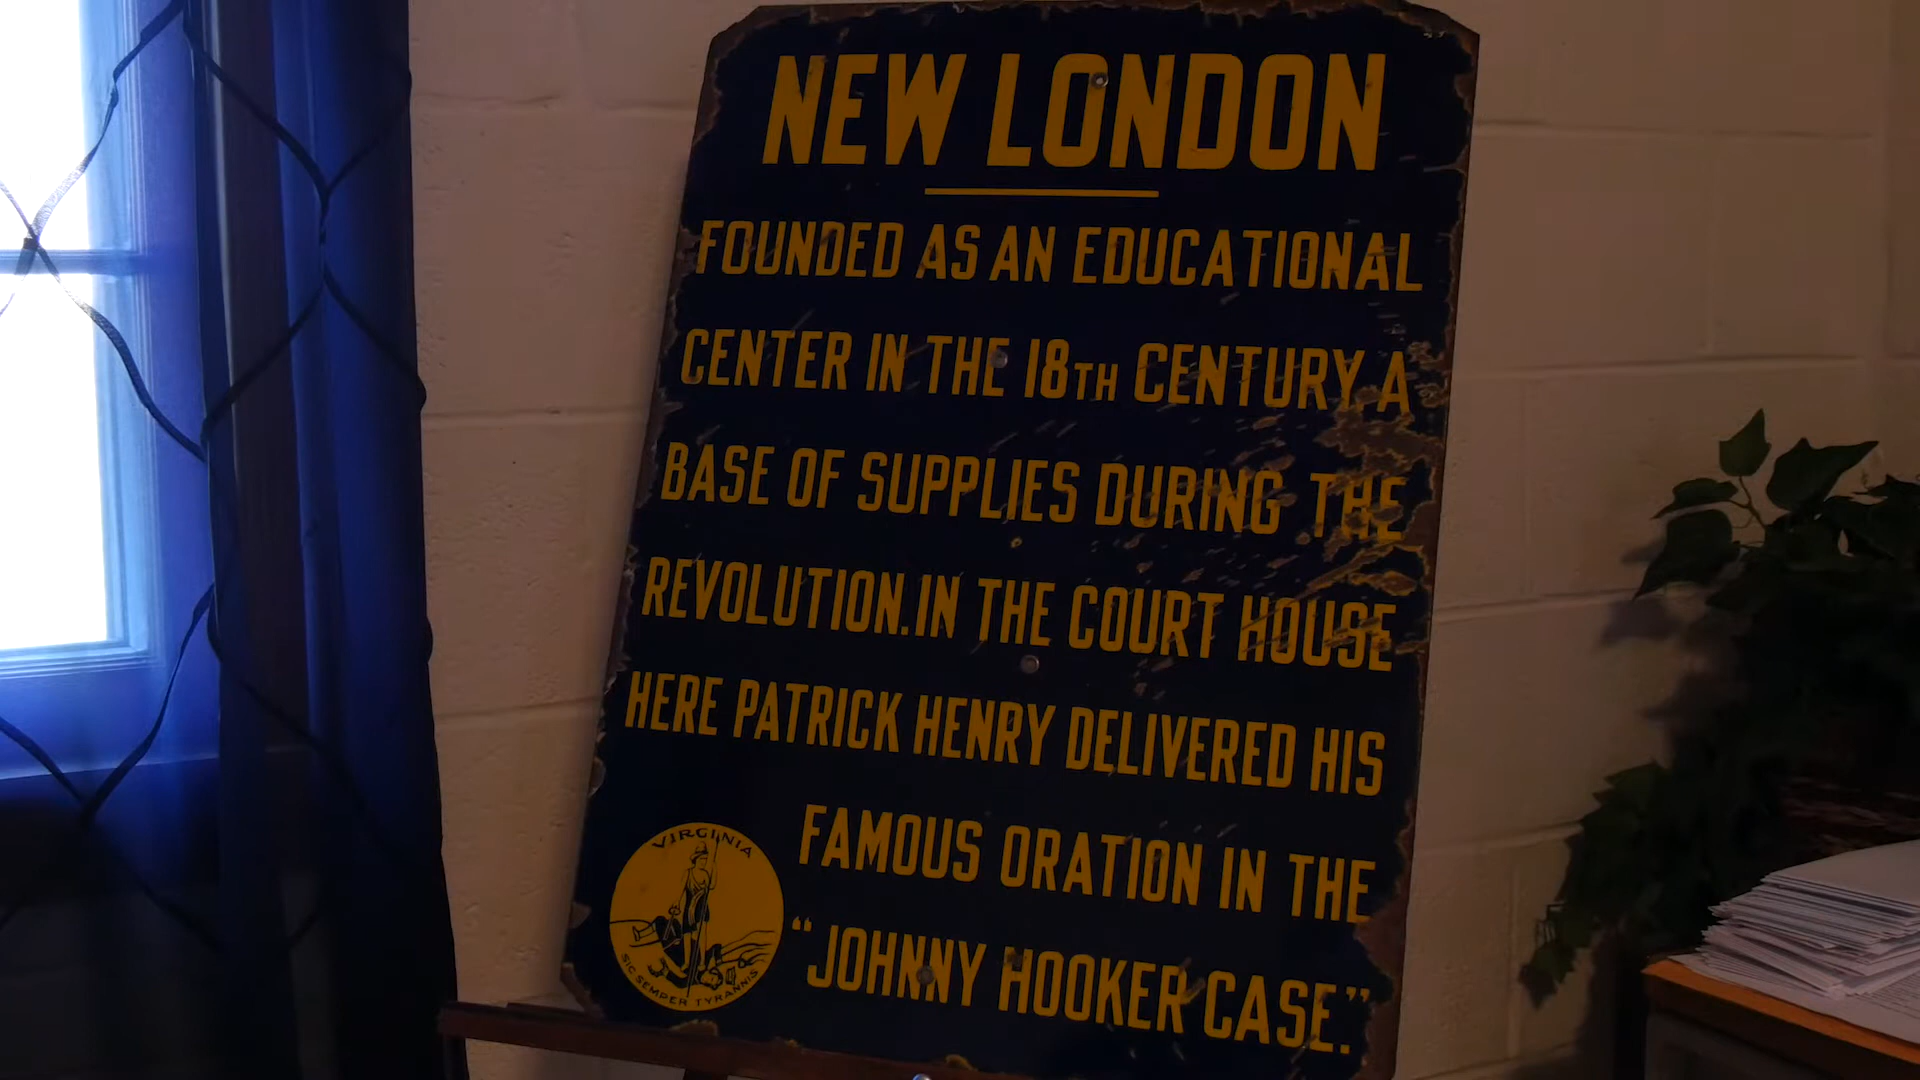 NEW LONDON
FOUNDED AS AN EDUCATIONAL
CENTER IN THE 18TH CENTURY A
BASE OF SUPPLIES DURING THE
REVOLUTION. IN THE COURT HOUSE
HERE PATRICK HENRY DELIVERED HIS
FAMOUS ORATION IN THE
“JOHNNY HOOKER CASE.”
VIRGINIA
SIC SEMPER TYRANNIS